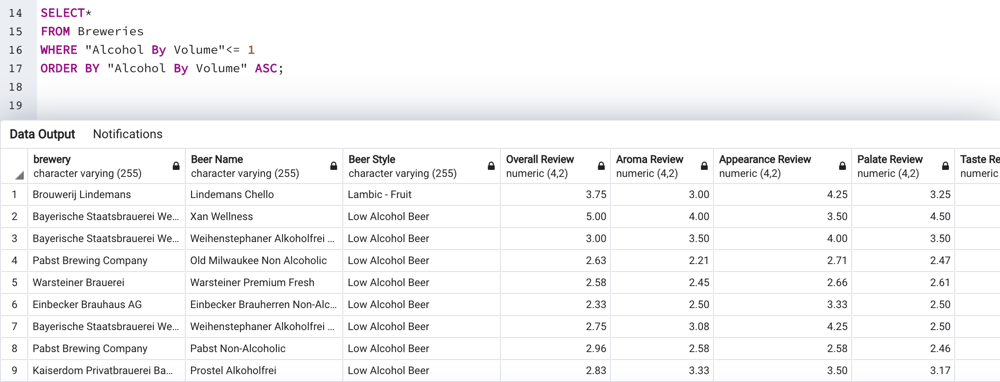 14 SELECT*
15 FROM Breweries
16 WHERE "Alcohol By Volume"<= 1
17 ORDER BY "Alcohol By Volume" ASC;
18
19
Data Output Notifications
brewery Beer Name Beer Style Overall Review Aroma Review Appearance Review Palate Review Taste Re
character varying (255) character varying (255) character varying (255) numeric (4,2) numeric (4,2) numeric (4,2) numeric (4,2) numeric
1 Brouwerij Lindemans Lindemans Chello Lambic - Fruit 3.75 3.00 4.25 3.25
2 Bayerische Staatsbrauerei We... Xan Wellness Low Alcohol Beer 5.00 4.00 3.50 4.50
3 Bayerische Staatsbrauerei We... Weihenstephaner Alkoholfrei ... Low Alcohol Beer 3.00 3.50 4.00 3.50
4 Pabst Brewing Company Old Milwaukee Non Alcoholic Low Alcohol Beer 2.63 2.21 2.71 2.47
5 Warsteiner Brauerei Warsteiner Premium Fresh Low Alcohol Beer 2.58 2.45 2.66 2.61
6 Einbecker Brauhaus AG Einbecker Brauherren Non-Alc... Low Alcohol Beer 2.33 2.50 3.33 2.50
7 Bayerische Staatsbrauerei We... Weihenstephaner Alkoholfrei ... Low Alcohol Beer 2.75 3.08 4.25 2.50
8 Pabst Brewing Company Pabst Non-Alcoholic Low Alcohol Beer 2.96 2.58 2.58 2.46
9 Kaiserdom Privatbrauerei Ba... Prostel Alkoholfrei Low Alcohol Beer 2.83 3.33 3.50 3.17